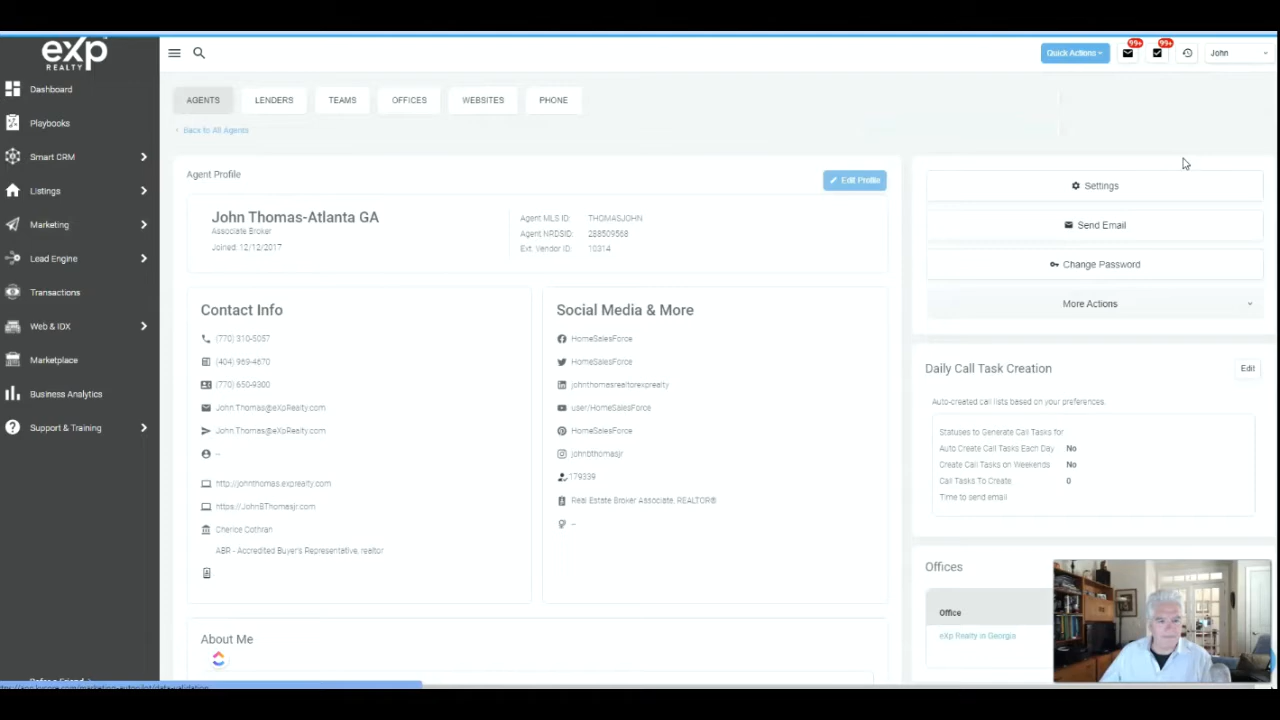 eXp
REALTY
Quick Actions
99+
99+
John
Dashboard
Playbooks
Smart CRM
Listings
Marketing
Lead Engine
Transactions
Web & IDX
Marketplace
Business Analytics
Support & Training
AGENTS
LENDERS
TEAMS
OFFICES
WEBSITES
PHONE
Back to All Agents
Agent Profile
Edit Profile
John Thomas-Atlanta GA
Associate Broker
Joined: 12/12/2017
Agent MLS ID: THOMASJOHN
Agent NRDSID: 288509568
Ext. Vendor ID: 10314
Contact Info
(770) 310-5057
(404) 969-4670
(770) 650-9300
John.Thomas@eXpRealty.com
John.Thomas@eXpRealty.com
--
http://johnthomas.exprealty.com
https://JohnBThomasjr.com
Cherice Cothran
ABR - Accredited Buyer's Representative, realtor
Social Media & More
HomeSalesForce
HomeSalesForce
johnthomasrealtorexprealty
user/HomeSalesForce
HomeSalesForce
johnbthomasjr
179339
Real Estate Broker Associate, REALTOR®
--
About Me
Settings
Send Email
Change Password
More Actions
Daily Call Task Creation
Edit
Auto-created call lists based on your preferences.
Statuses to Generate Call Tasks for
Auto Create Call Tasks Each Day No
Create Call Tasks on Weekends No
Call Tasks To Create 0
Time to send email
Offices
Office
eXp Realty in Georgia